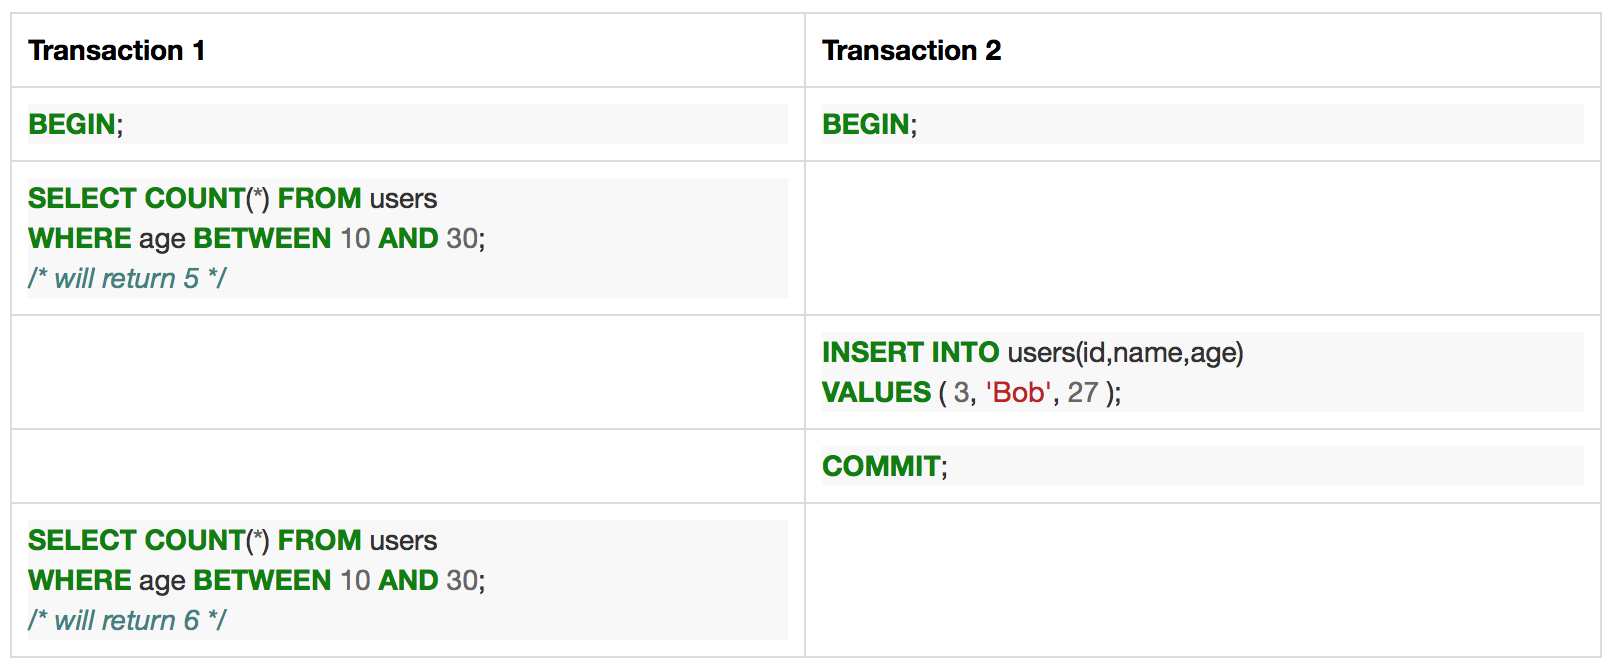 Transaction 1
Transaction 2
BEGIN;
BEGIN;
SELECT COUNT(*) FROM users
WHERE age BETWEEN 10 AND 30;
/* will return 5 */
INSERT INTO users(id,name,age)
VALUES ( 3, 'Bob', 27 );
COMMIT;
SELECT COUNT(*) FROM users
WHERE age BETWEEN 10 AND 30;
/* will return 6 */